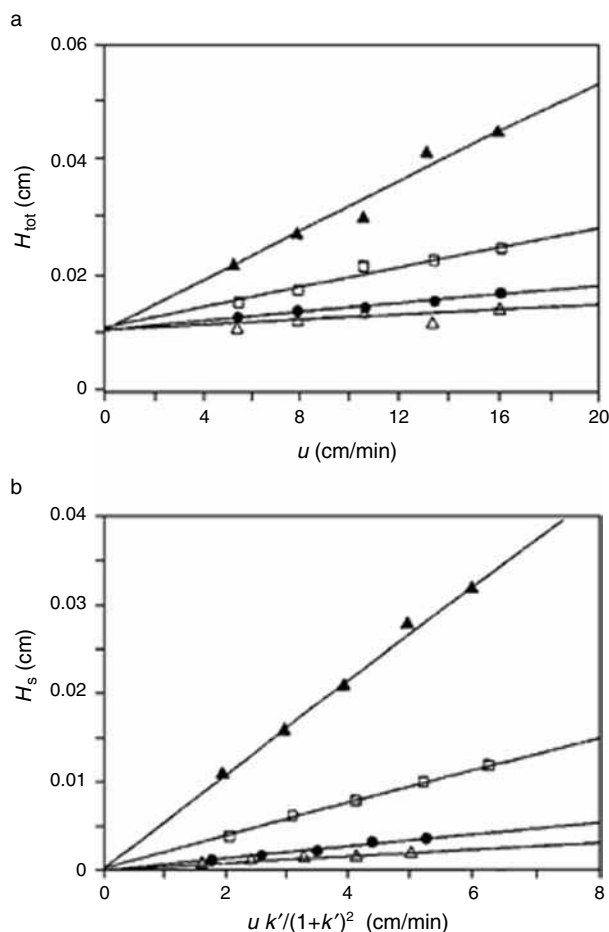 a
0.06
0.04
0.02
0
H_tot (cm)
0 4 8 12 16 20
u (cm/min)
b
0.04
0.03
0.02
0.01
0
H_s (cm)
2 4 6 8
u k′/(1+k′)² (cm/min)